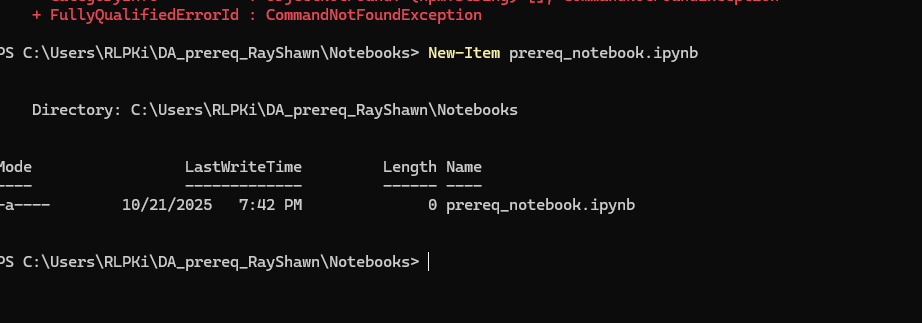 + FullyQualifiedErrorId : CommandNotFoundException
PS C:\Users\RLPKi\DA_prereq_RayShawn\Notebooks> New-Item prereq_notebook.ipynb
Directory: C:\Users\RLPKi\DA_prereq_RayShawn\Notebooks
Mode LastWriteTime Length Name
---- ------------- ------ ----
-a---- 10/21/2025 7:42 PM 0 prereq_notebook.ipynb
PS C:\Users\RLPKi\DA_prereq_RayShawn\Notebooks>